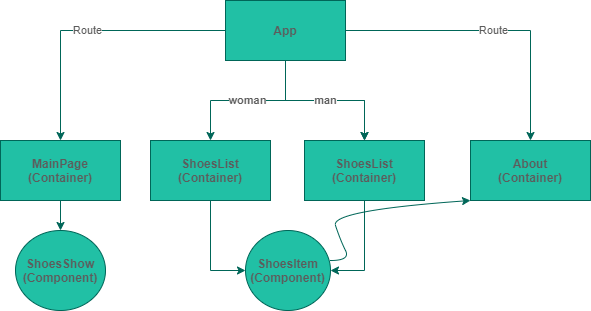 App
Route
Route
woman
man
MainPage
(Container)
ShoesList
(Container)
ShoesList
(Container)
About
(Container)
ShoesShow
(Component)
ShoesItem
(Component)